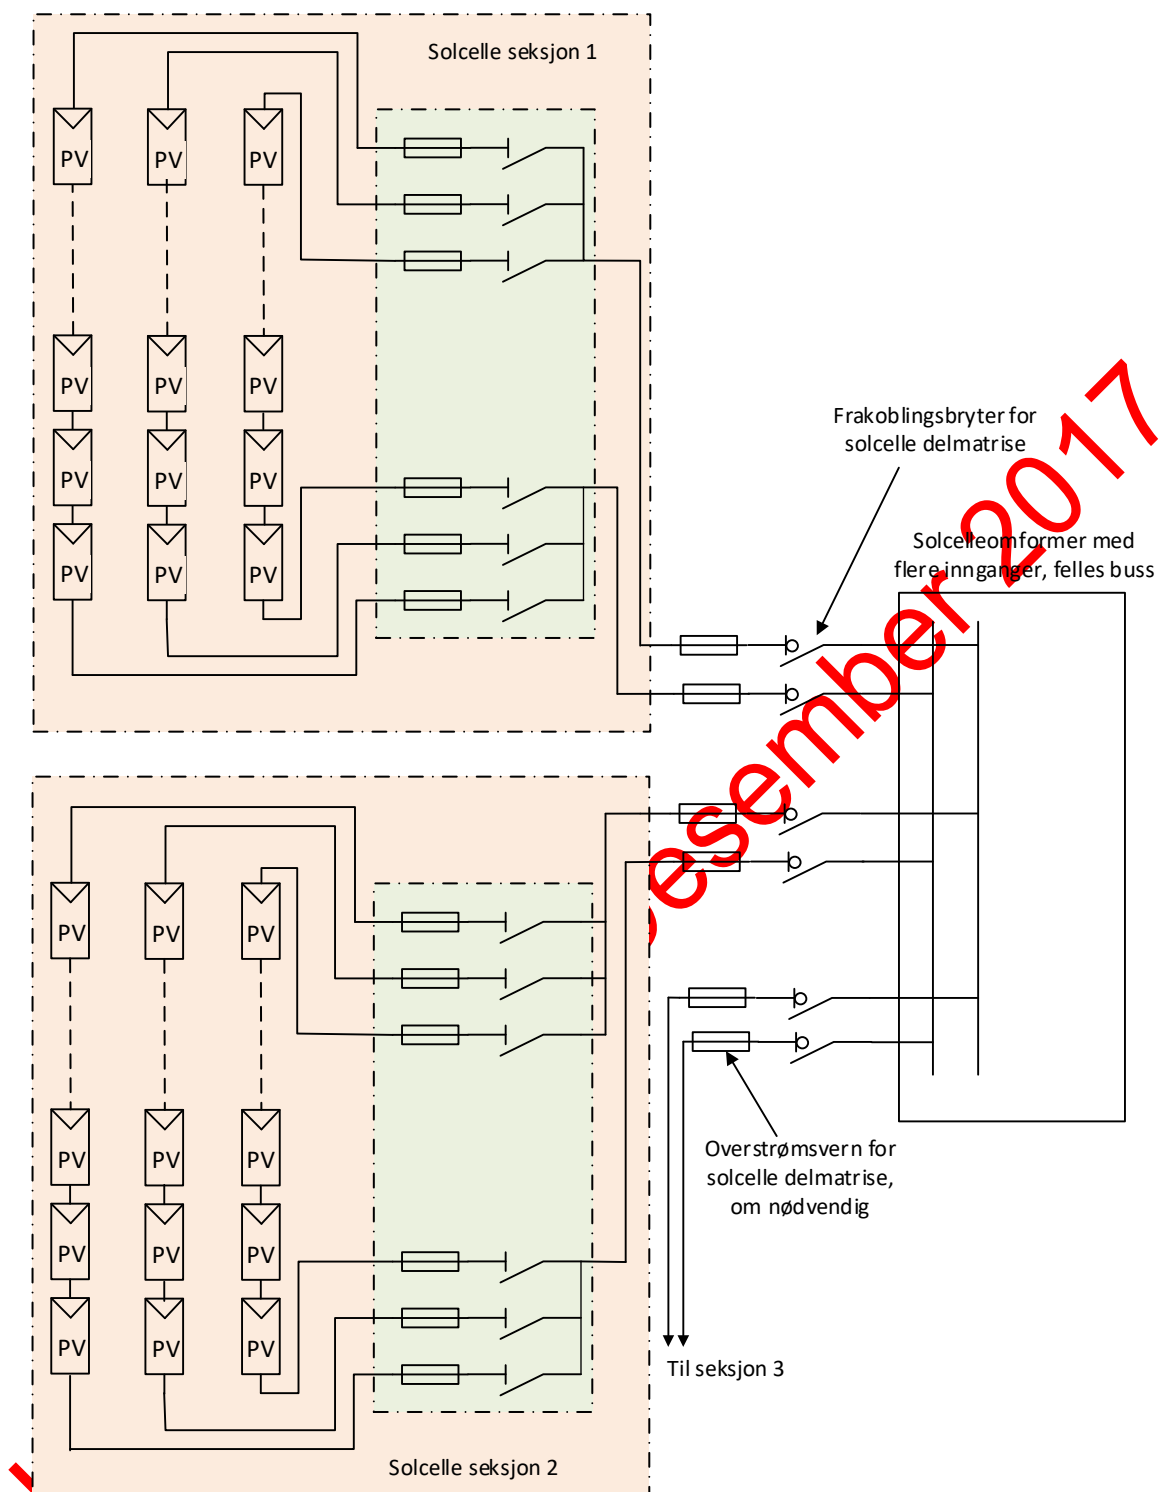 Solcelle seksjon 1
PV PV PV
PV PV PV
PV PV PV
PV PV PV
Frakoblingsbryter for
solcelle delmatrise
Solcelleomformer med
flere innganger, felles buss
PV PV PV
Overstrømsvern for
solcelle delmatrise,
om nødvendig
PV PV PV
PV PV PV
PV PV PV
Til seksjon 3
Solcelle seksjon 2
esember 2017